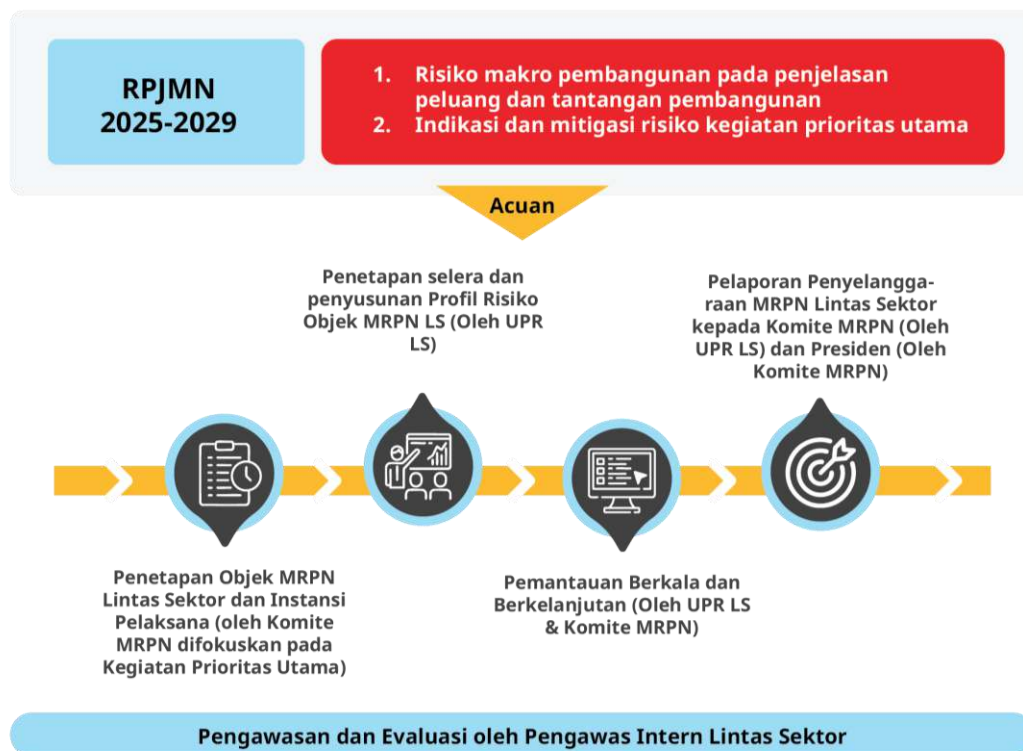 RPJMN
2025-2029
1. Risiko makro pembangunan pada penjelasan
peluang dan tantangan pembangunan
2. Indikasi dan mitigasi risiko kegiatan prioritas utama
Acuan
Penetapan selera dan
penyusunan Profil Risiko
Objek MRPN LS (Oleh UPR
LS)
Pelaporan Penyelangga-
raan MRPN Lintas Sektor
kepada Komite MRPN (Oleh
UPR LS) dan Presiden (Oleh
Komite MRPN)
Penetapan Objek MRPN
Lintas Sektor dan Instansi
Pelaksana (oleh Komite
MRPN difokuskan pada
Kegiatan Prioritas Utama)
Pemantauan Berkala dan
Berkelanjutan (Oleh UPR LS
& Komite MRPN)
Pengawasan dan Evaluasi oleh Pengawas Intern Lintas Sektor